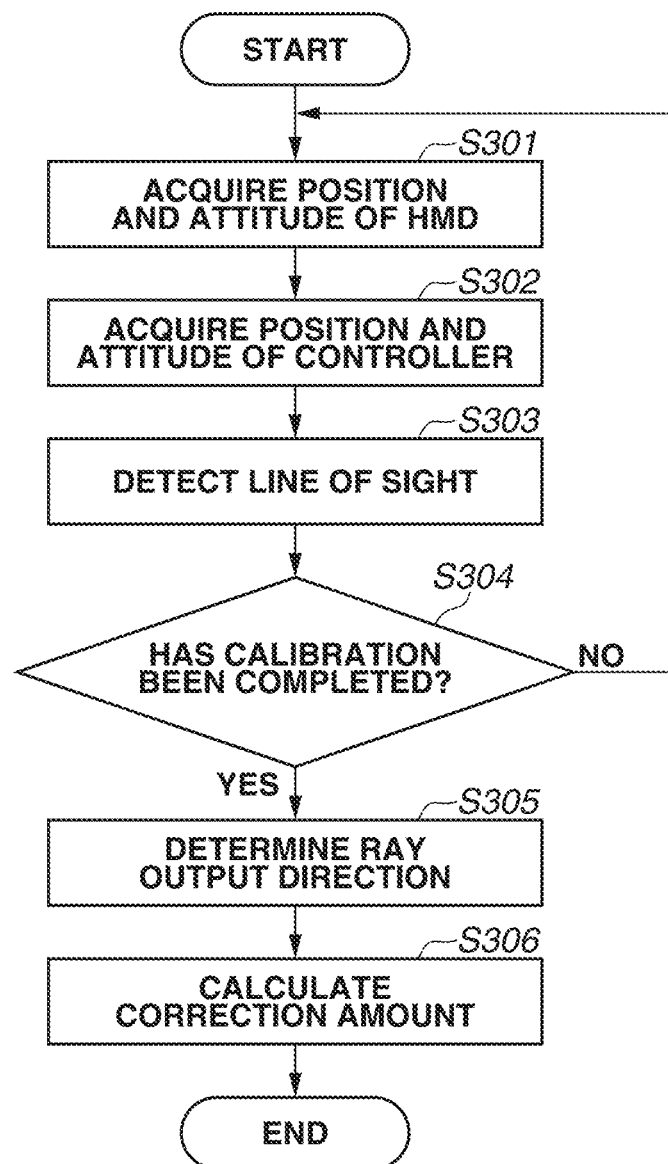 START
S301
ACQUIRE POSITION
AND ATTITUDE OF HMD
S302
ACQUIRE POSITION AND
ATTITUDE OF CONTROLLER
S303
DETECT LINE OF SIGHT
S304
HAS CALIBRATION
BEEN COMPLETED?
NO
YES
S305
DETERMINE RAY
OUTPUT DIRECTION
S306
CALCULATE
CORRECTION AMOUNT
END